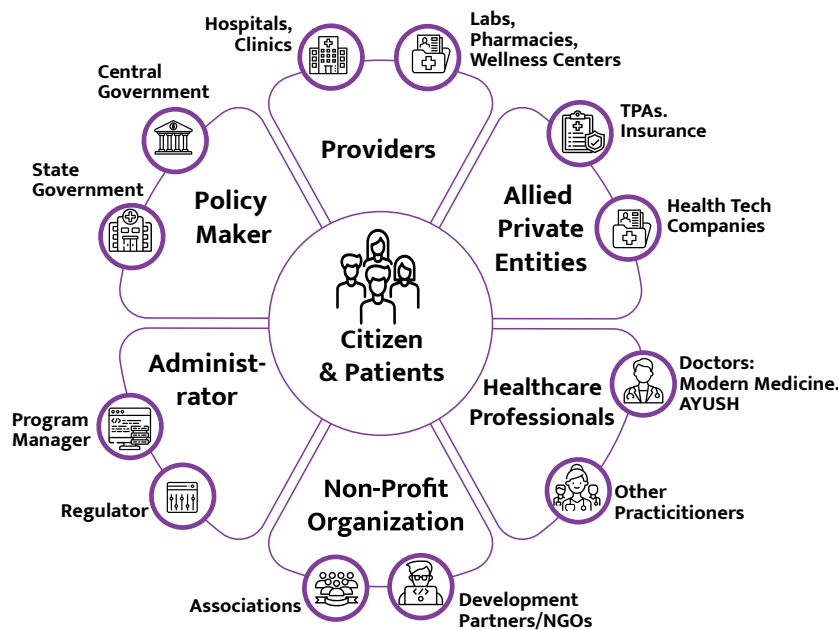 Hospitals,
Clinics
Labs,
Pharmacies,
Wellness Centers
Providers
Central
Government
State
Government
Policy
Maker
TPAs.
Insurance
Health Tech
Companies
Allied
Private
Entities
Citizen
& Patients
Administ-
rator
Program
Manager
Regulator
Healthcare
Professionals
Doctors:
Modern Medicine.
AYUSH
Other
Practicitioners
Non-Profit
Organization
Associations
Development
Partners/NGOs